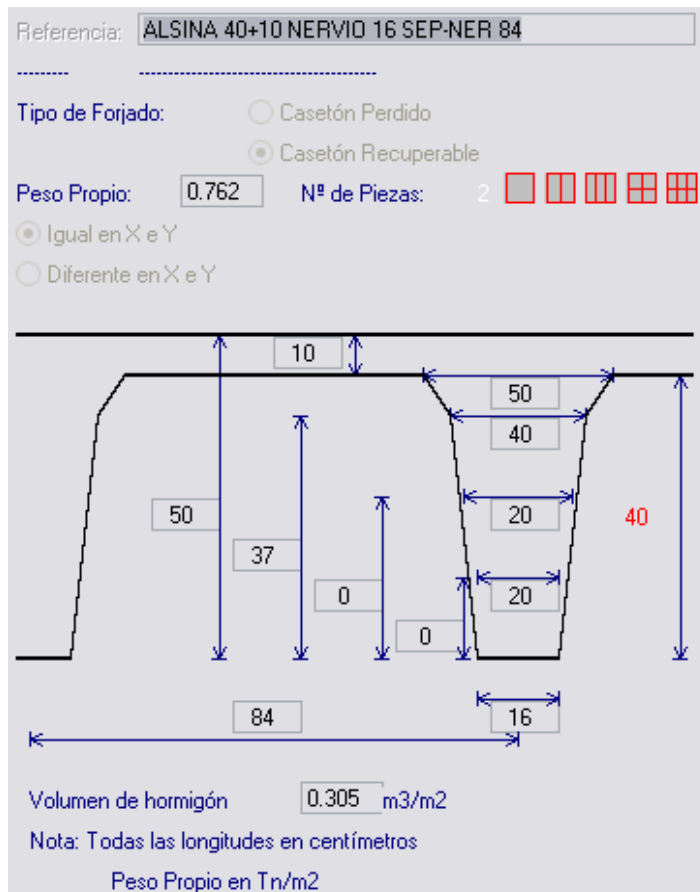 Referencia: ALSINA 40+10 NERVIO 16 SEP-NER 84
--------- -------------------------------------
Tipo de Forjado: Casetón Perdido
Casetón Recuperable
Peso Propio: 0.762 Nº de Piezas: 2
Igual en X e Y
Diferente en X e Y
10
50
40
50 20 40
37
0 20
0
84 16
Volumen de hormigón 0.305 m3/m2
Nota: Todas las longitudes en centímetros
Peso Propio en Tn/m2